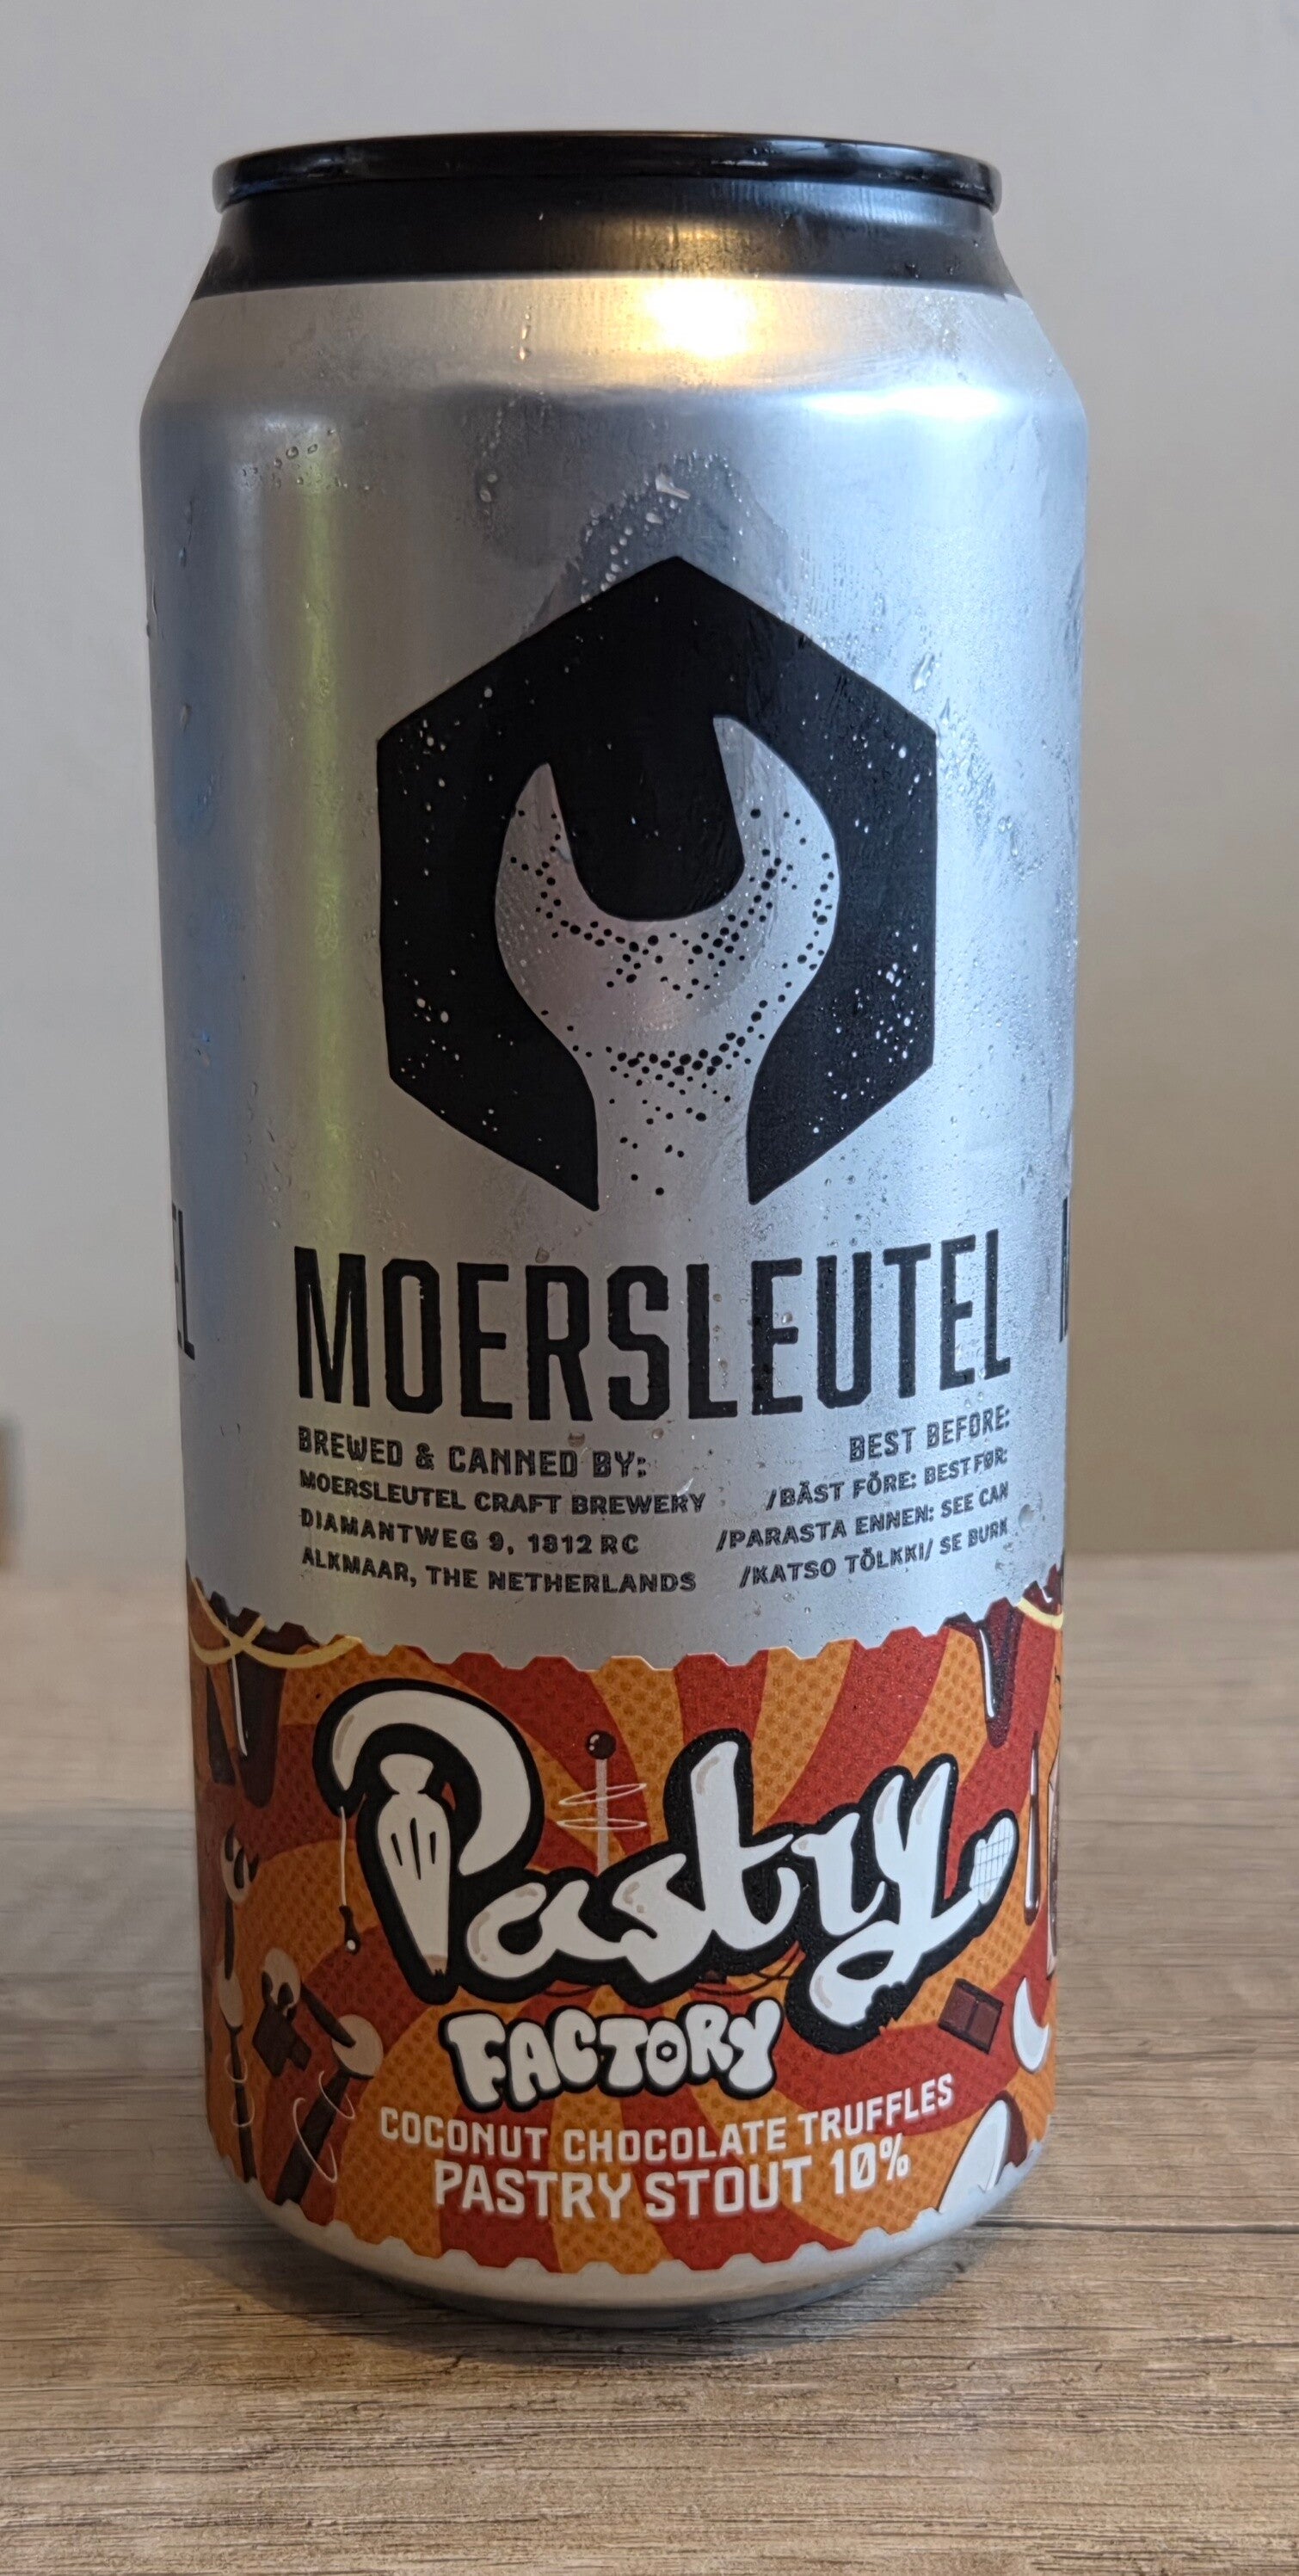 MOERSLEUTEL
BREWED & CANNED BY:
MOERSLEUTEL CRAFT BREWERY
DIAMANTWEG 9, 1812 RC
ALKMAAR, THE NETHERLANDS
BEST BEFORE:
/BÄST FÖRE: BEST FØR:
/PARASTA ENNEN: SEE CAN
/KATSO TÖLKKI/ SE BURK
Pastry
FACTORY
COCONUT CHOCOLATE TRUFFLES
PASTRY STOUT 10%